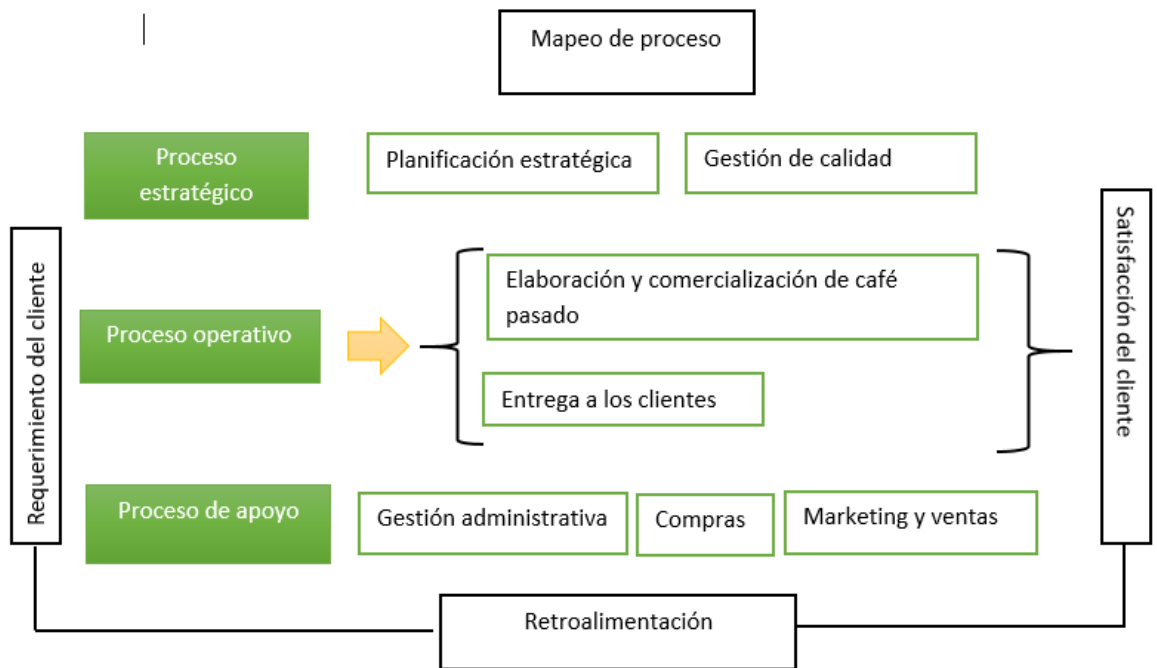 Mapeo de proceso
Proceso
estratégico
Planificación estratégica
Gestión de calidad
Requerimiento del cliente
Proceso operativo
Elaboración y comercialización de café
pasado
Entrega a los clientes
Satisfacción del cliente
Proceso de apoyo
Gestión administrativa
Compras
Marketing y ventas
Retroalimentación